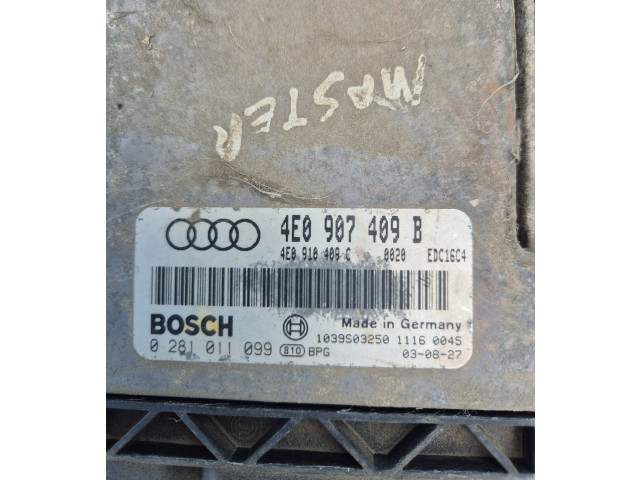 MASTER
4E0 907 409 B
4E0 910 409 C 0020 EDC16C4
BOSCH Made in Germany
1039S03250 1116 0045
0 281 011 099 810 BPG 03-08-27